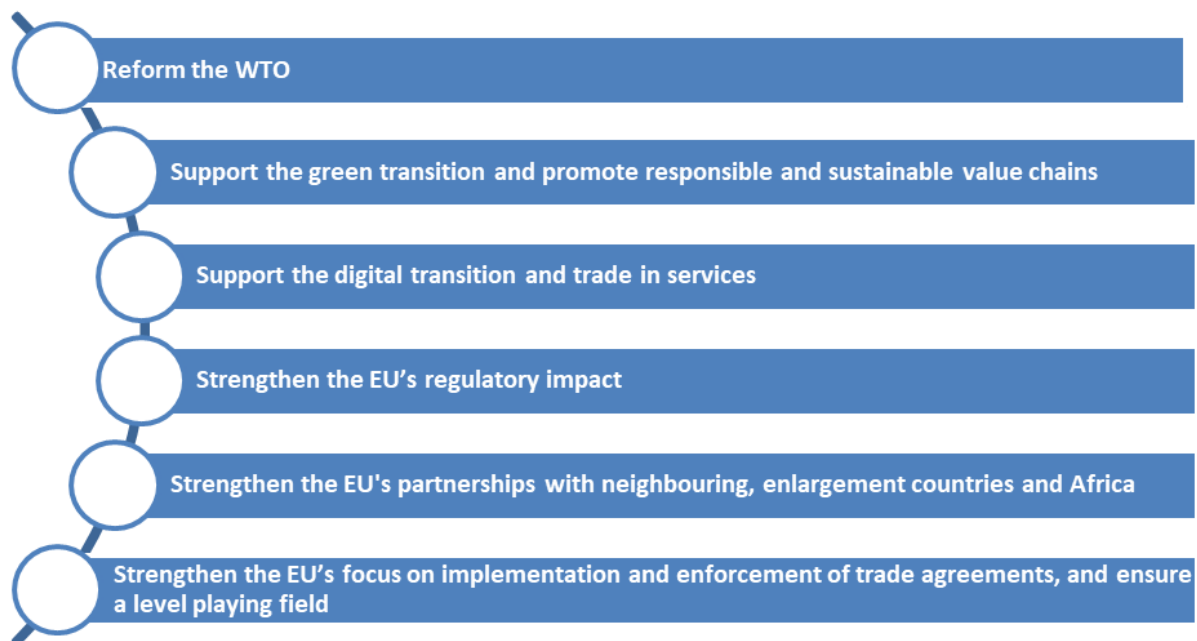 Reform the WTO
Support the green transition and promote responsible and sustainable value chains
Support the digital transition and trade in services
Strengthen the EU’s regulatory impact
Strengthen the EU's partnerships with neighbouring, enlargement countries and Africa
Strengthen the EU’s focus on implementation and enforcement of trade agreements, and ensure
a level playing field